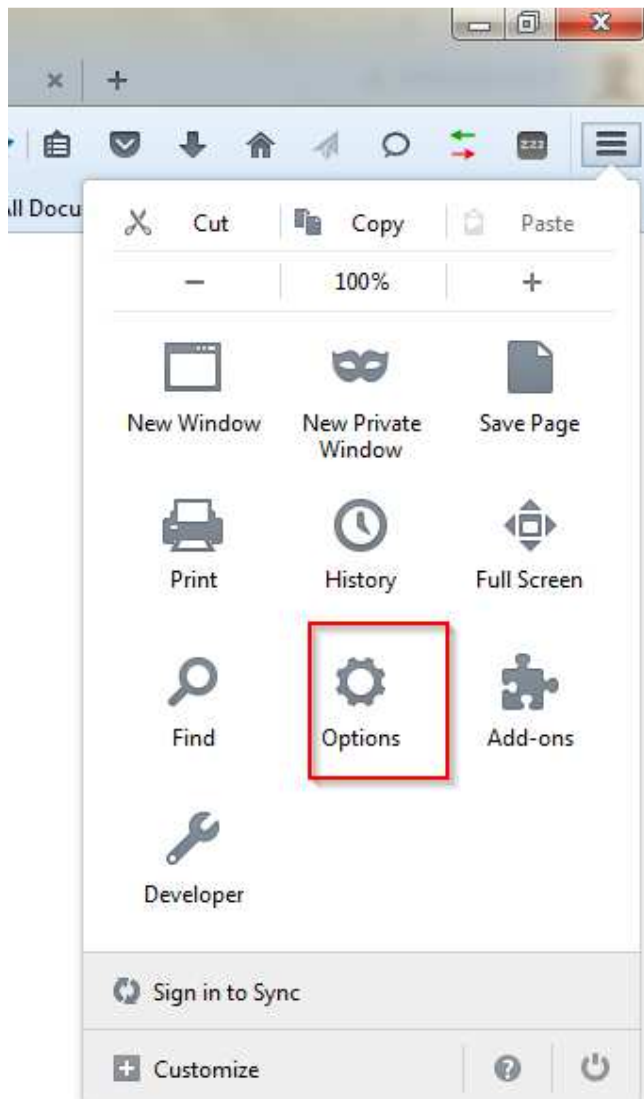 All Docu
Cut Copy Paste
− 100% +
New Window New Private Window Save Page
Print History Full Screen
Find Options Add-ons
Developer
Sign in to Sync
Customize